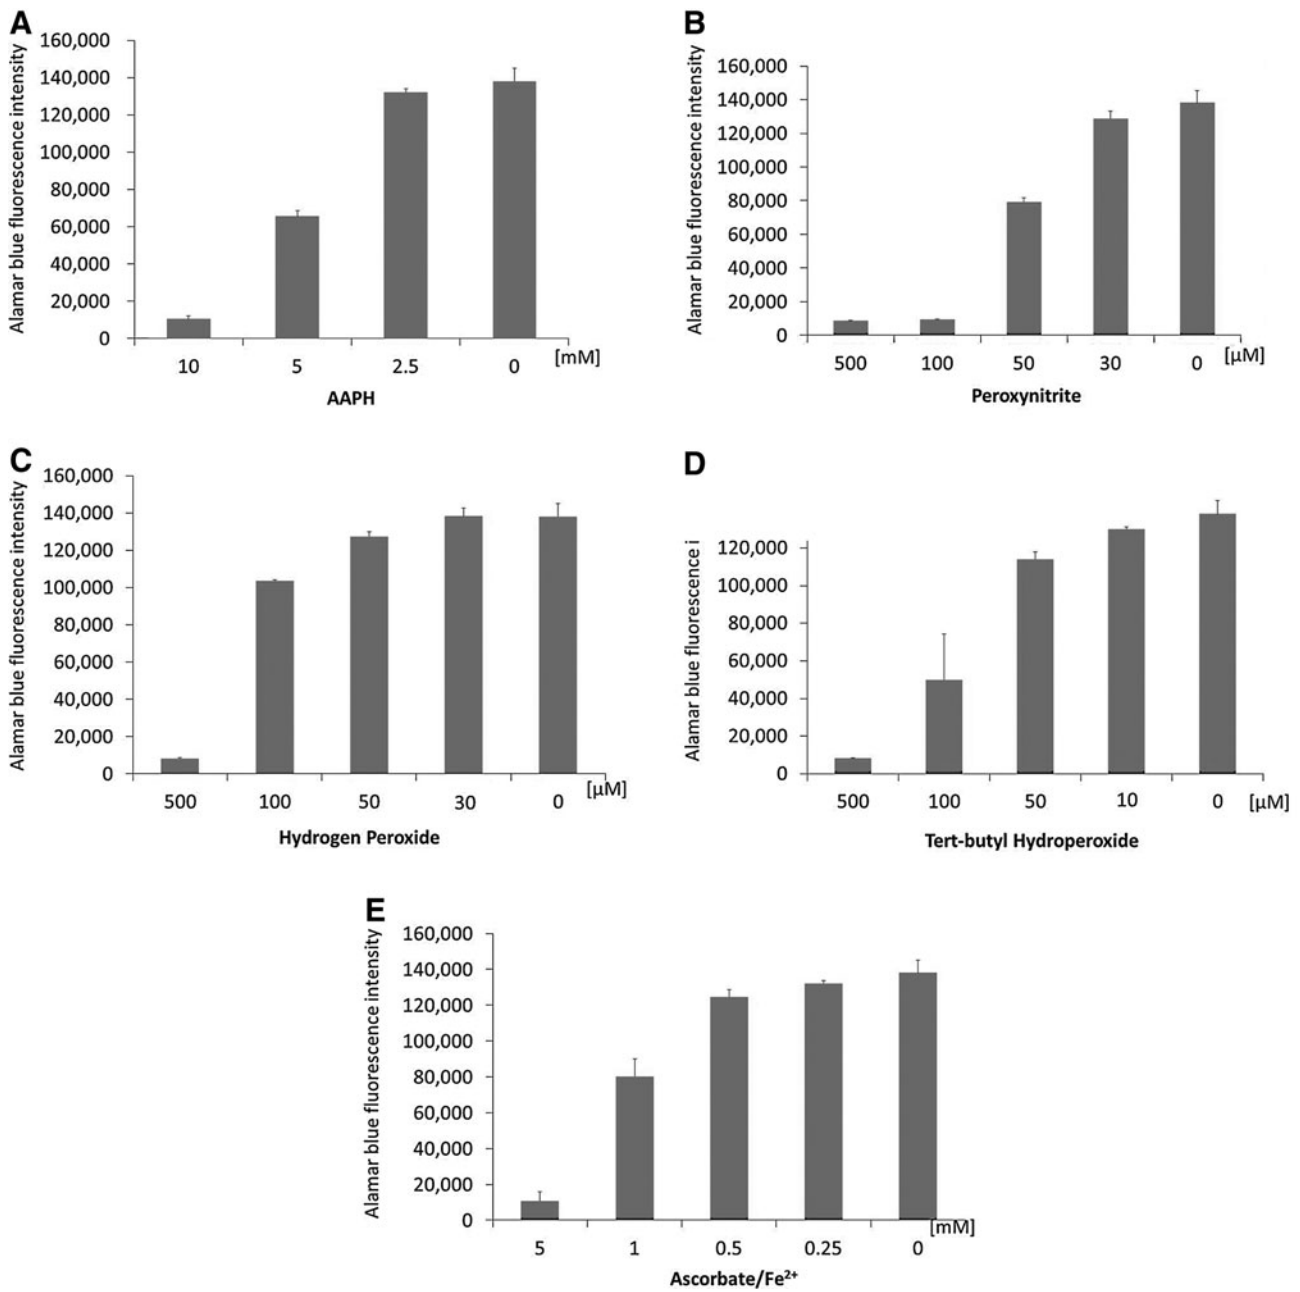 A
Alamar blue fluorescence intensity
160,000
140,000
120,000
100,000
80,000
60,000
40,000
20,000
0
10 5 2.5 0 [mM]
AAPH
B
Alamar blue fluorescence intensity
160,000
140,000
120,000
100,000
80,000
60,000
40,000
20,000
0
500 100 50 30 0 [μM]
Peroxynitrite
C
Alamar blue fluorescence intensity
160,000
140,000
120,000
100,000
80,000
60,000
40,000
20,000
0
500 100 50 30 0 [μM]
Hydrogen Peroxide
D
Alamar blue fluorescence i
120,000
100,000
80,000
60,000
40,000
20,000
0
500 100 50 10 0 [μM]
Tert-butyl Hydroperoxide
E
Alamar blue fluorescence intensity
160,000
140,000
120,000
100,000
80,000
60,000
40,000
20,000
0
5 1 0.5 0.25 0 [mM]
Ascorbate/Fe²⁺